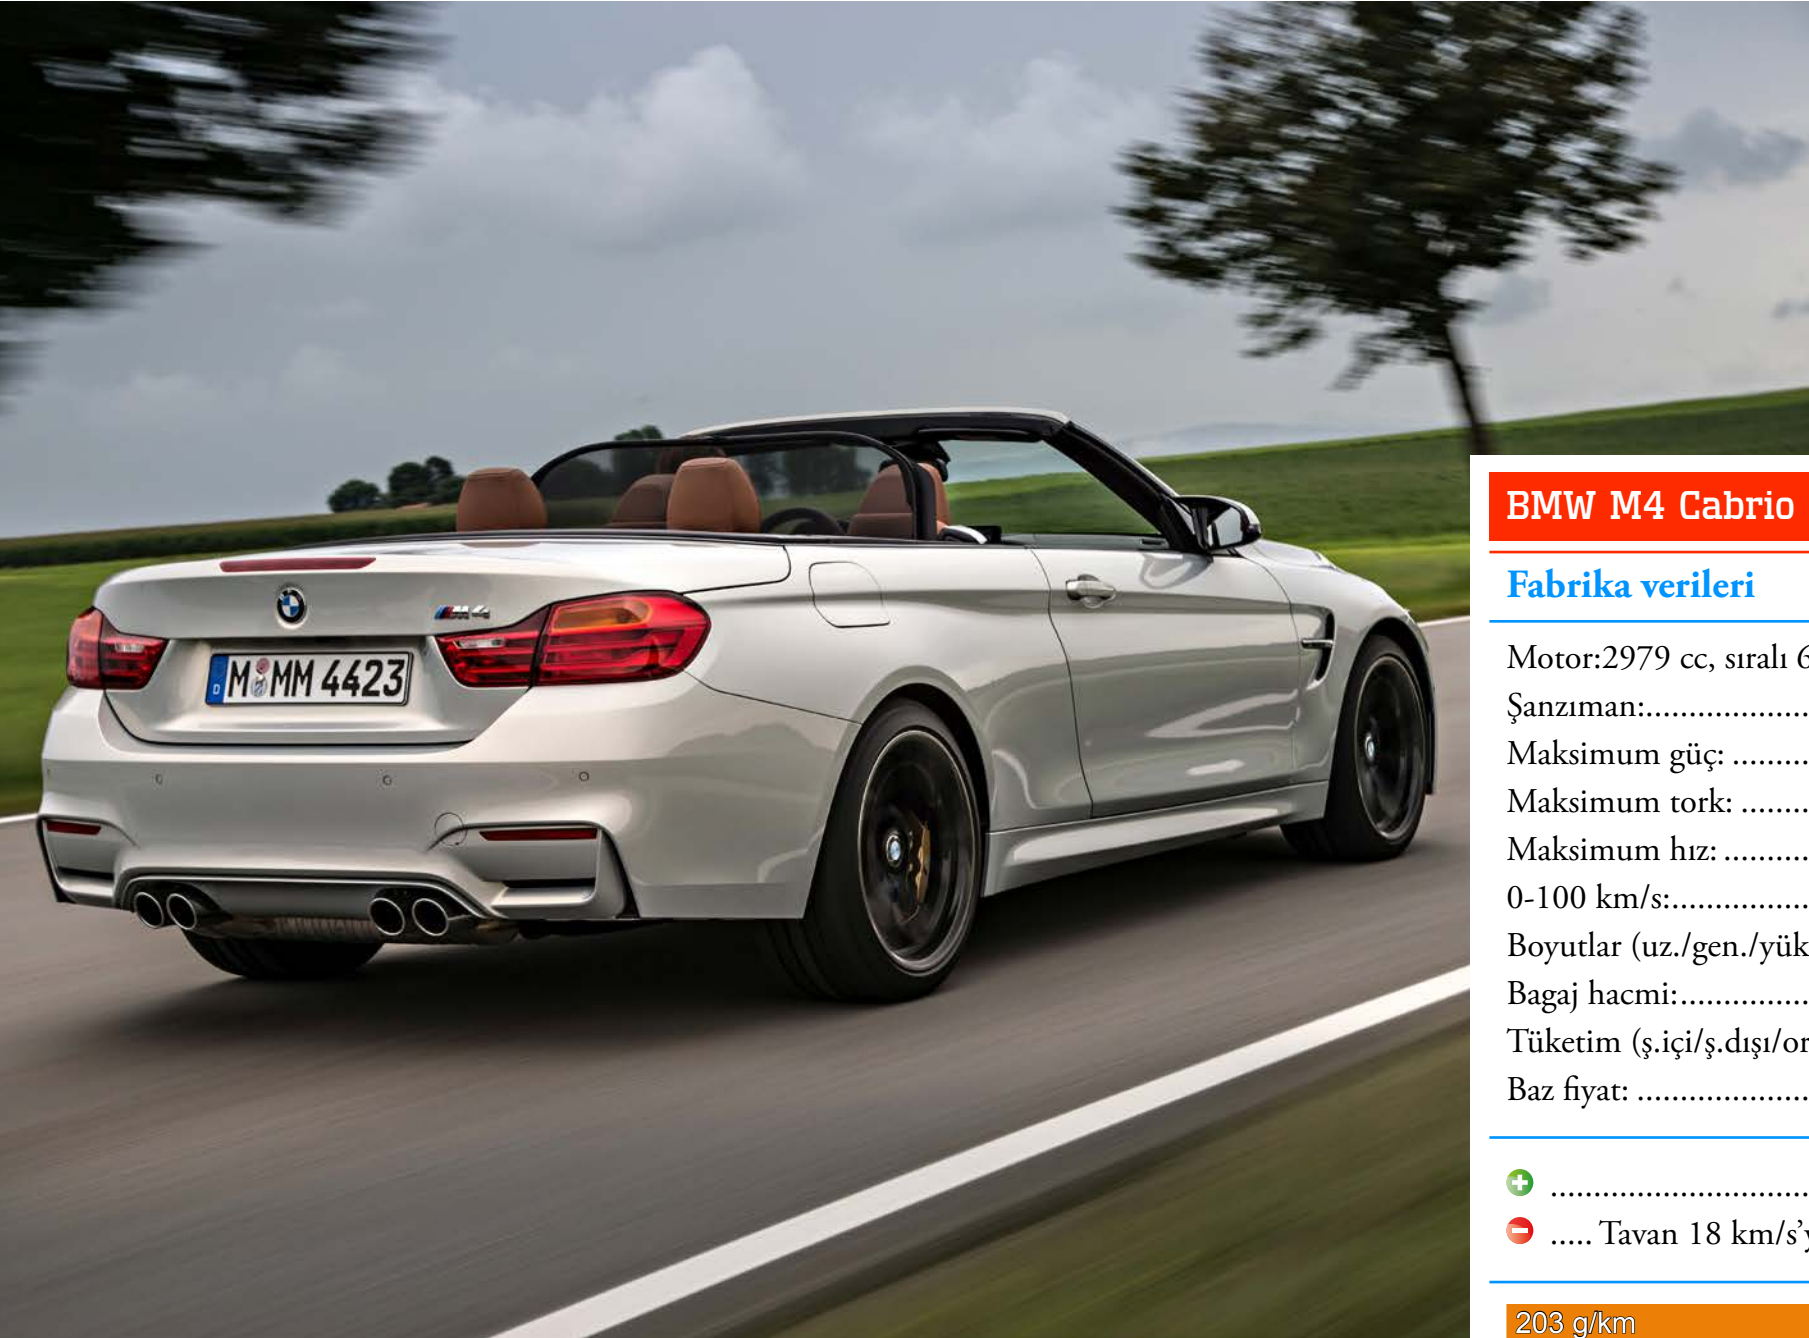 M4
M MM 4423
D
BMW M4 Cabrio
Fabrika verileri
Motor:2979 cc, sıralı 6
Şanzıman:...................
Maksimum güç: .........
Maksimum tork: ........
Maksimum hız: ..........
0-100 km/s:................
Boyutlar (uz./gen./yük
Bagaj hacmi:...............
Tüketim (ş.içi/ş.dışı/or
Baz fiyat: ....................
..............................
..... Tavan 18 km/s’y
203 g/km